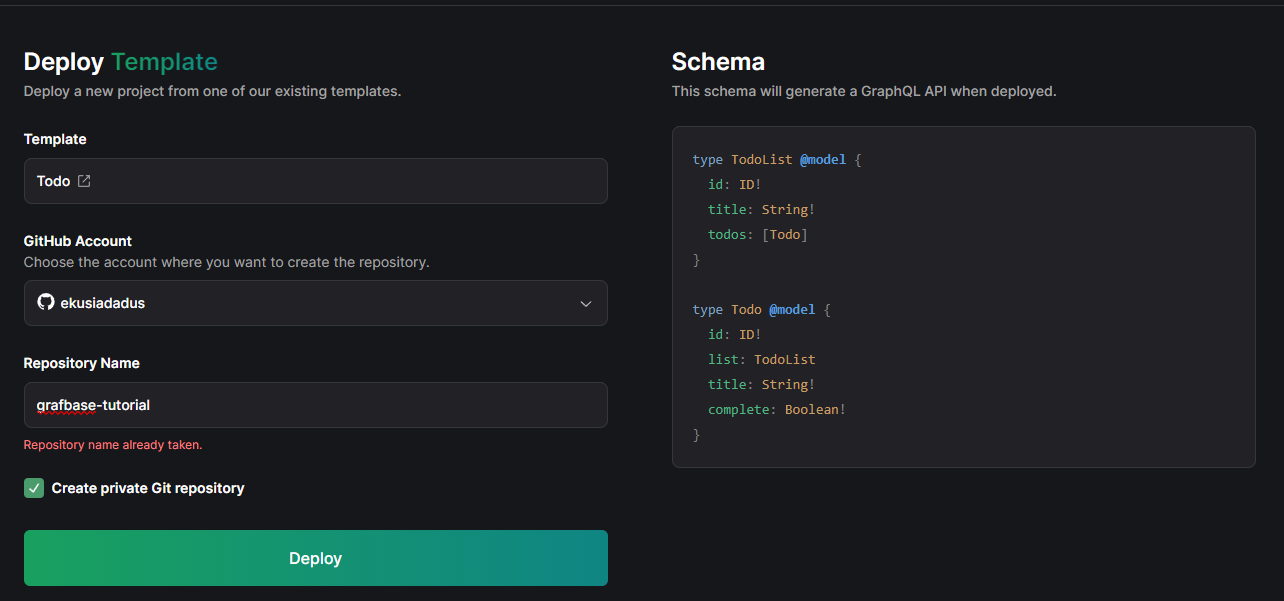 Deploy Template
Deploy a new project from one of our existing templates.
Template
Todo
GitHub Account
Choose the account where you want to create the repository.
ekusiadadus
Repository Name
grafbase-tutorial
Repository name already taken.
Create private Git repository
Deploy
Schema
This schema will generate a GraphQL API when deployed.
type TodoList @model {
  id: ID!
  title: String!
  todos: [Todo]
}
type Todo @model {
  id: ID!
  list: TodoList
  title: String!
  complete: Boolean!
}